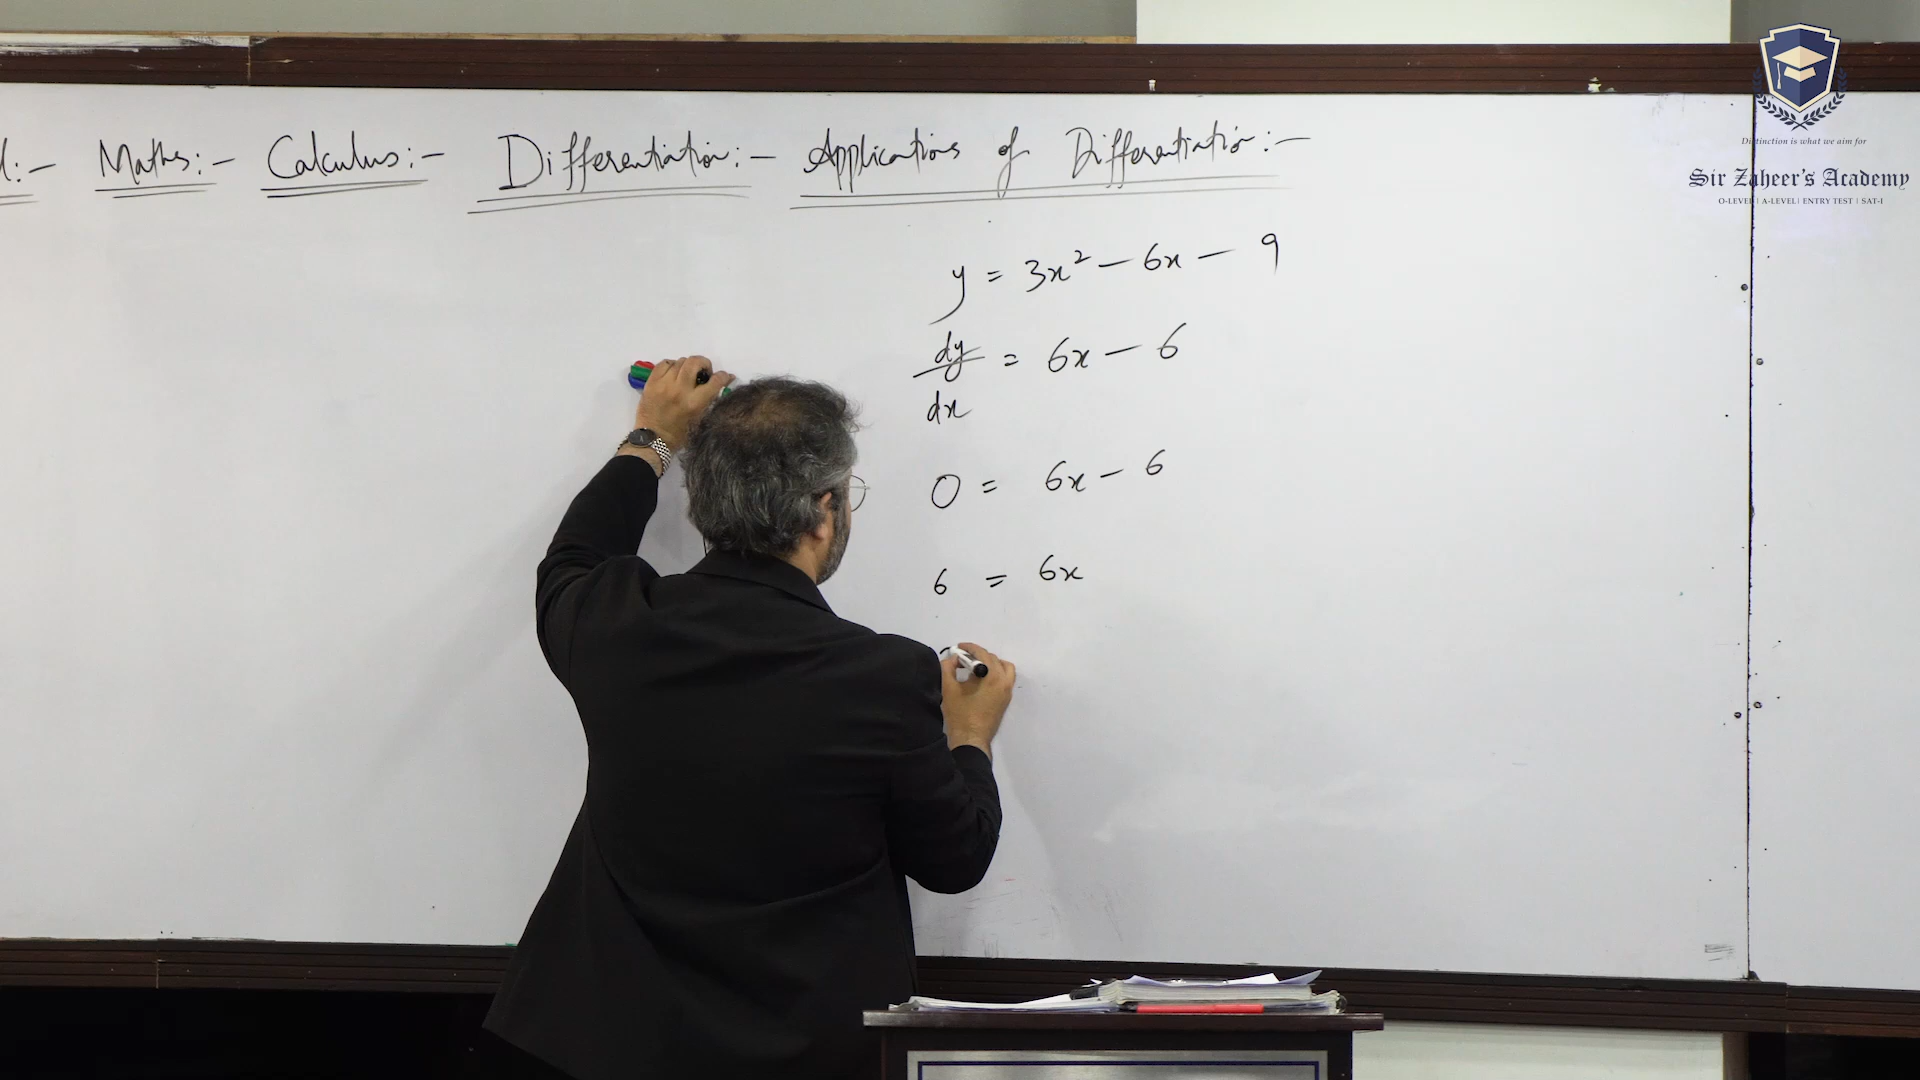 Maths:- Calculus:- Differentiation:- Applications of Differentiation:-
y = 3x² - 6x - 9
dy/dx = 6x - 6
0 = 6x - 6
6 = 6x
Distinction is what we aim for
Sir Zaheer's Academy
O-LEVEL | A-LEVEL | ENTRY TEST | SAT-I